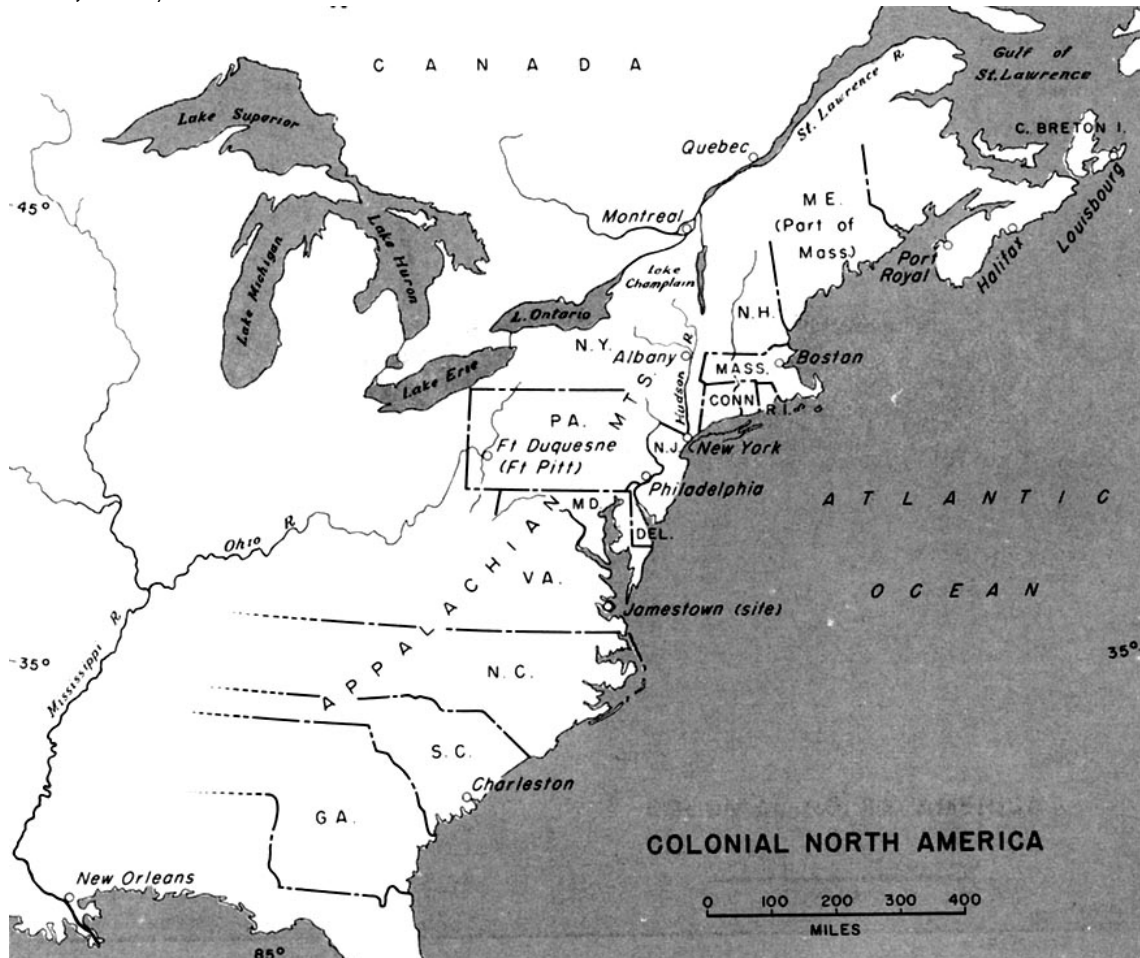 CANADA
Gulf of
St. Lawrence
St. Lawrence R
Lake Superior
C. BRETON I.
Quebec
Louisbourg
45°
M E.
(Part of
Mass)
Montreal
Port
Royal
Halifax
Lake Michigan
Lake Huron
Lake
Champlain
L. Ontario
N.H.
N.Y.
Albany
Hudson R
Boston
MASS.
Lake Erie
CONN
R.I.
PA.
Ft Duquesne
(Ft Pitt)
N.J.
New York
Philadelphia
MD.
DEL.
ATLANTIC
OCEAN
Ohio R
APPALACHIAN MTS.
VA.
Jamestown (site)
35°
35°
Mississippi R
N.C.
S.C.
Charleston
GA.
New Orleans
COLONIAL NORTH AMERICA
0 100 200 300 400
MILES
85°